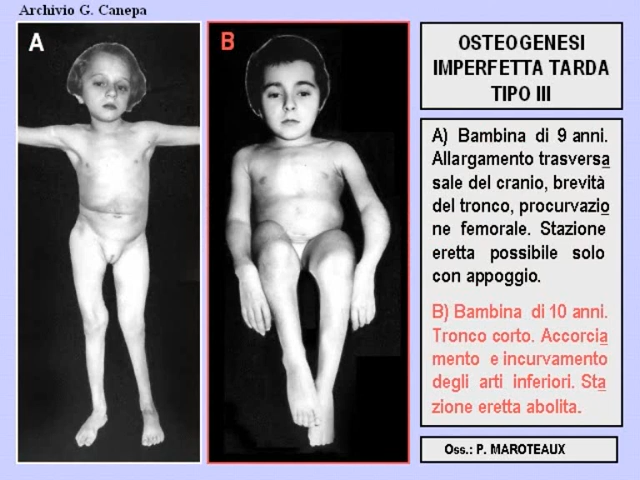 Archivio G. Canepa
A
B
OSTEOGENESI
IMPERFETTA TARDA
TIPO III
A) Bambina di 9 anni.
Allargamento trasversa
sale del cranio, brevità
del tronco, procurvazio
ne femorale. Stazione
eretta possibile solo
con appoggio.
B) Bambina di 10 anni.
Tronco corto. Accorcia
mento e incurvamento
degli arti inferiori. Sta
zione eretta abolita.
Oss.: P. MAROTEAUX